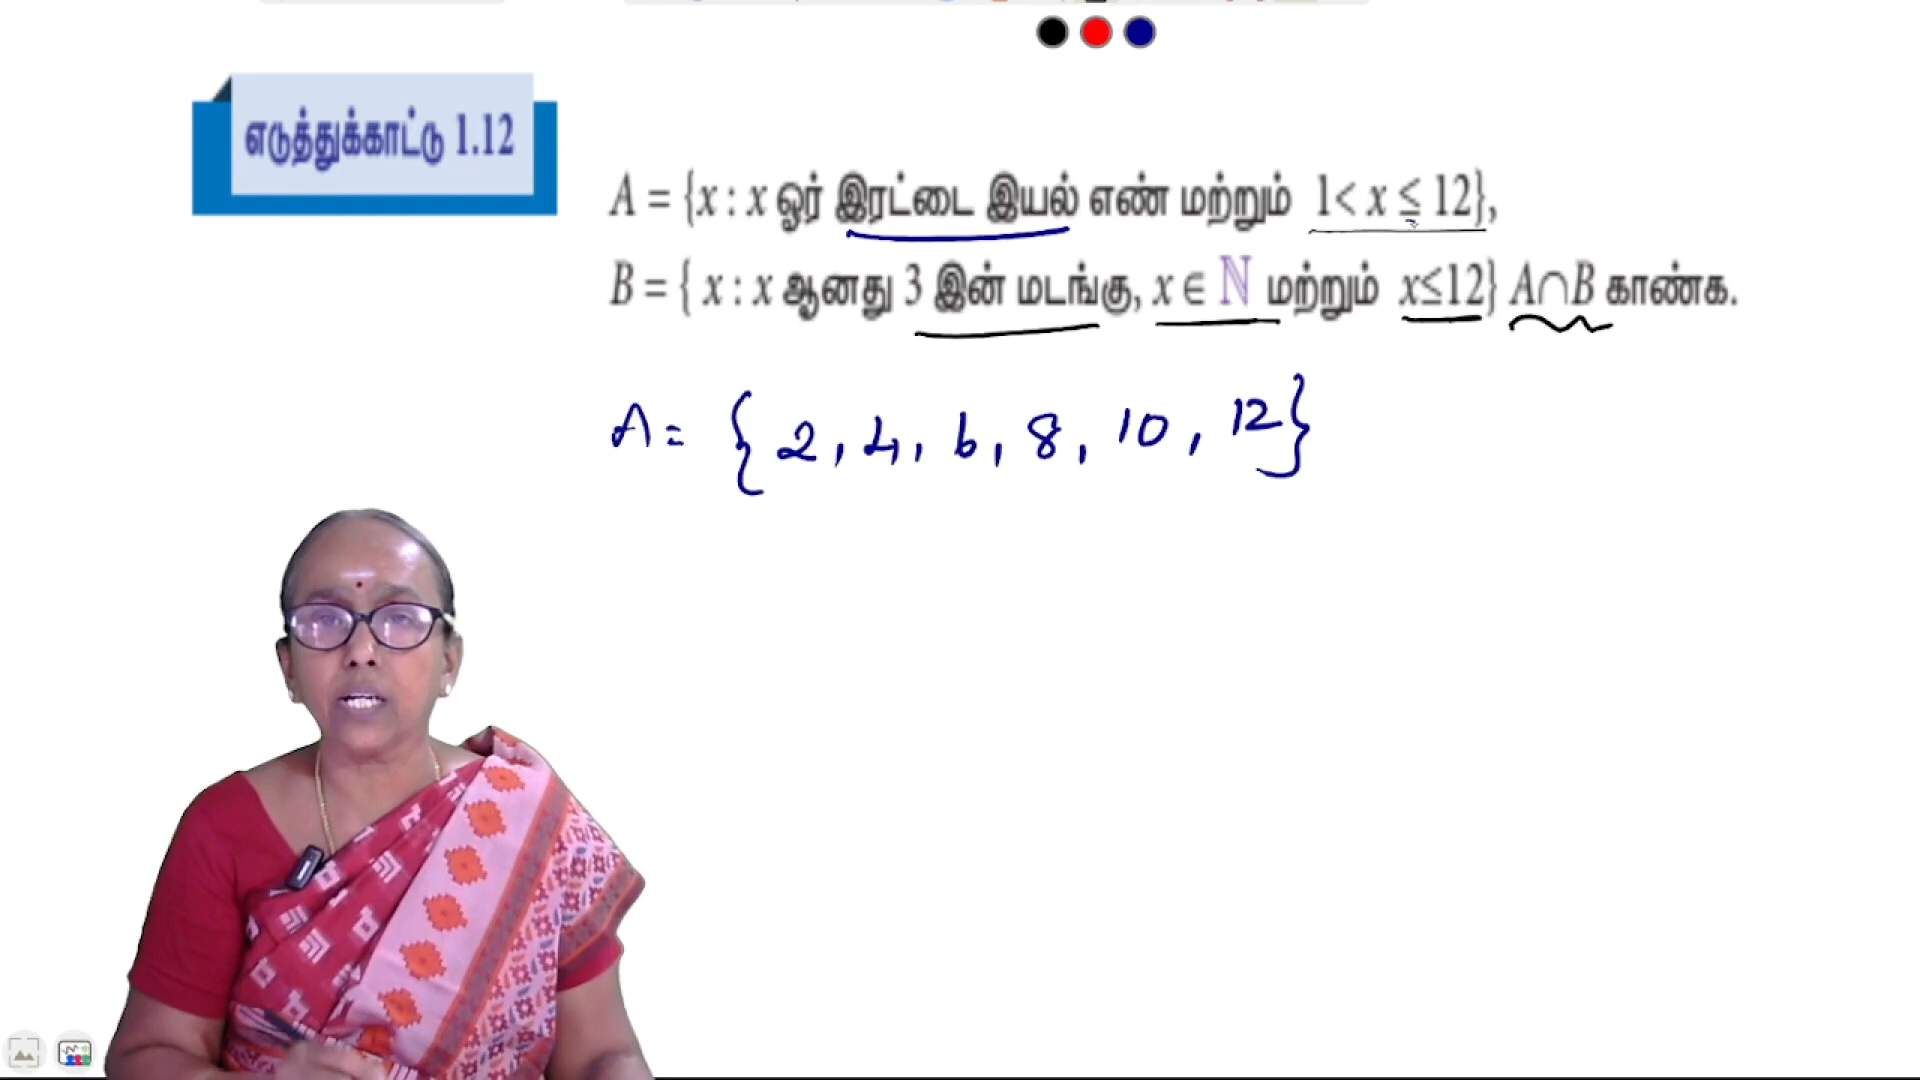 எடுத்துக்காட்டு 1.12
A = {x : x ஓர் இரட்டை இயல் எண் மற்றும் 1< x ≤ 12},
B = { x : x ஆனது 3 இன் மடங்கு, x ∈ ℕ மற்றும் x≤12} A∩B காண்க.
A = { 2, 4, 6, 8, 10, 12}